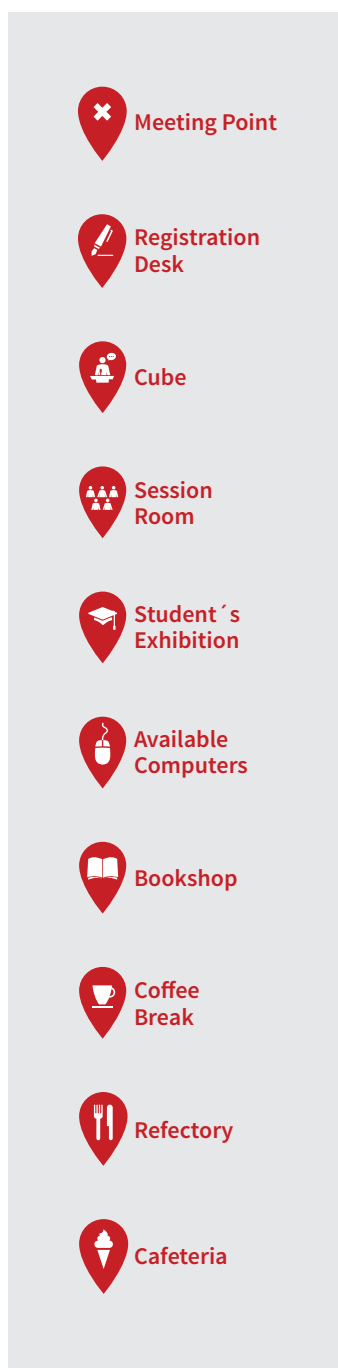 Meeting Point
Registration
Desk
Cube
Session
Room
Student´s
Exhibition
Available
Computers
Bookshop
Coffee
Break
Refectory
Cafeteria